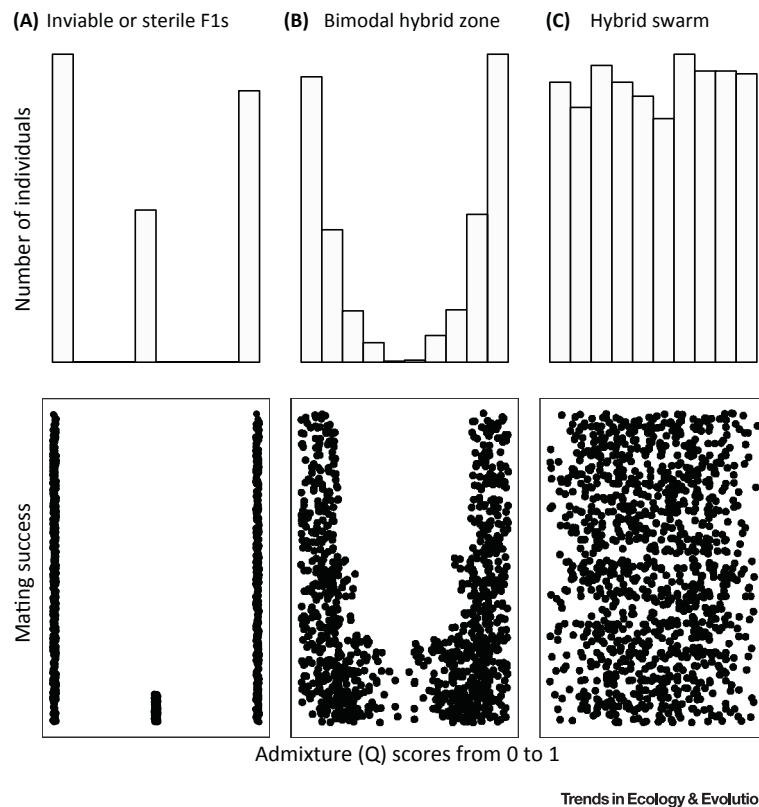 (A) Inviable or sterile F1s
(B) Bimodal hybrid zone
(C) Hybrid swarm
Number of individuals
Mating success
Admixture (Q) scores from 0 to 1
Trends in Ecology & Evolutio